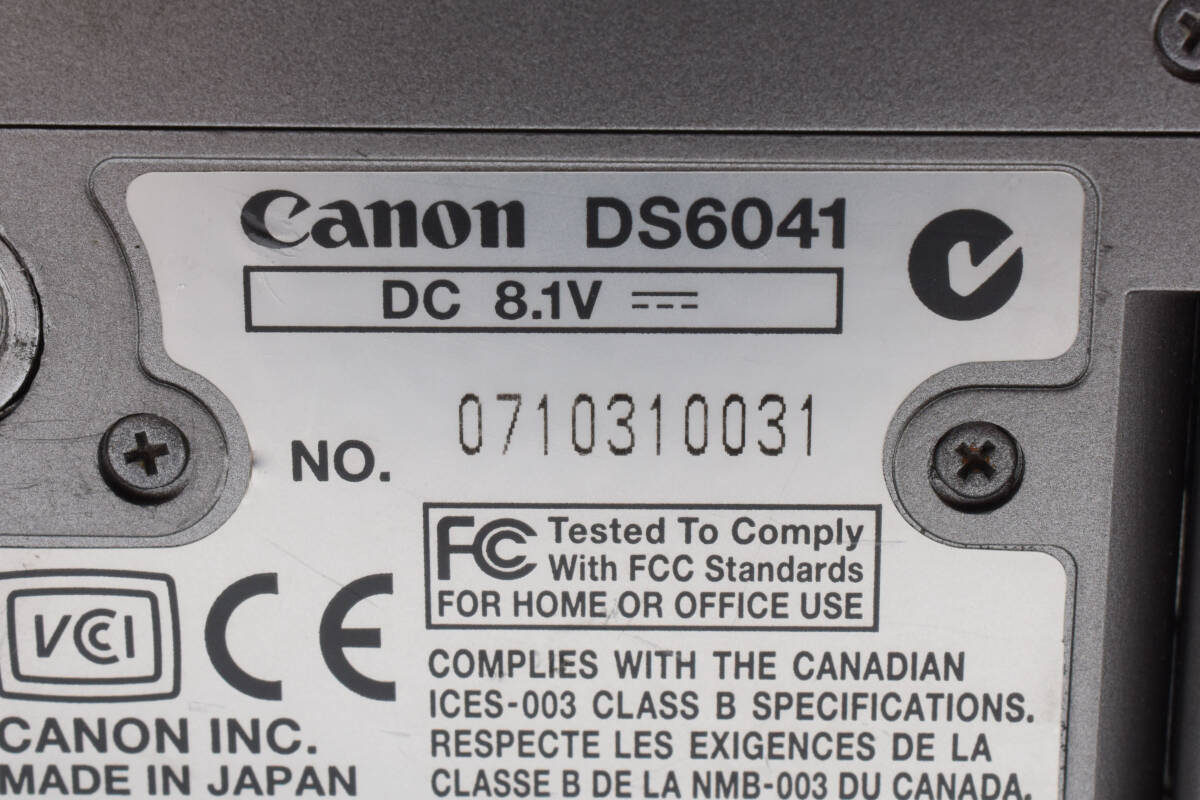 Canon DS6041
DC 8.1V
NO. 0710310031
FC Tested To Comply
With FCC Standards
FOR HOME OR OFFICE USE
VCCI CE
COMPLIES WITH THE CANADIAN
ICES-003 CLASS B SPECIFICATIONS.
RESPECTE LES EXIGENCES DE LA
CLASSE B DE LA NMB-003 DU CANADA.
CANON INC.
MADE IN JAPAN